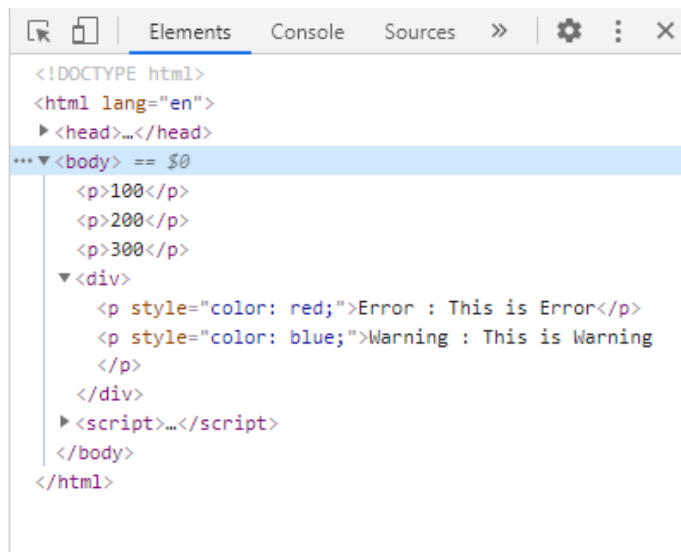 Elements Console Sources »
<!DOCTYPE html>
<html lang="en">
<head>…</head>
<body> == $0
<p>100</p>
<p>200</p>
<p>300</p>
<div>
<p style="color: red;">Error : This is Error</p>
<p style="color: blue;">Warning : This is Warning
</p>
</div>
<script>…</script>
</body>
</html>